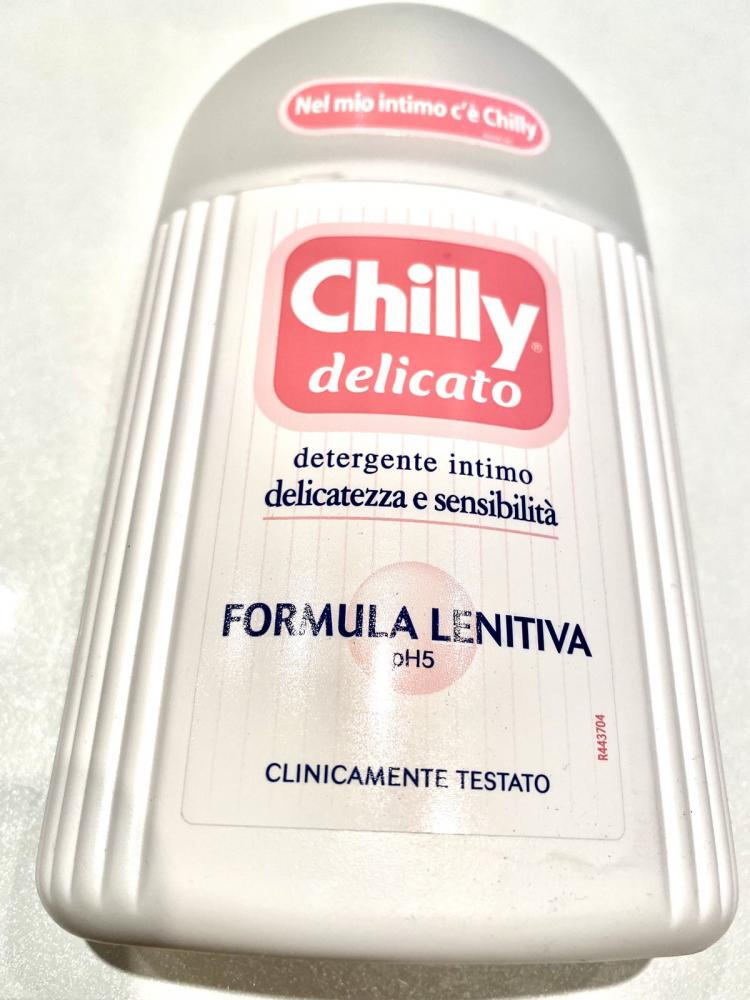 Nel mio intimo c'è Chilly
Chilly®
delicato
detergente intimo
delicatezza e sensibilità
FORMULA LENITIVA
pH5
R443704
CLINICAMENTE TESTATO